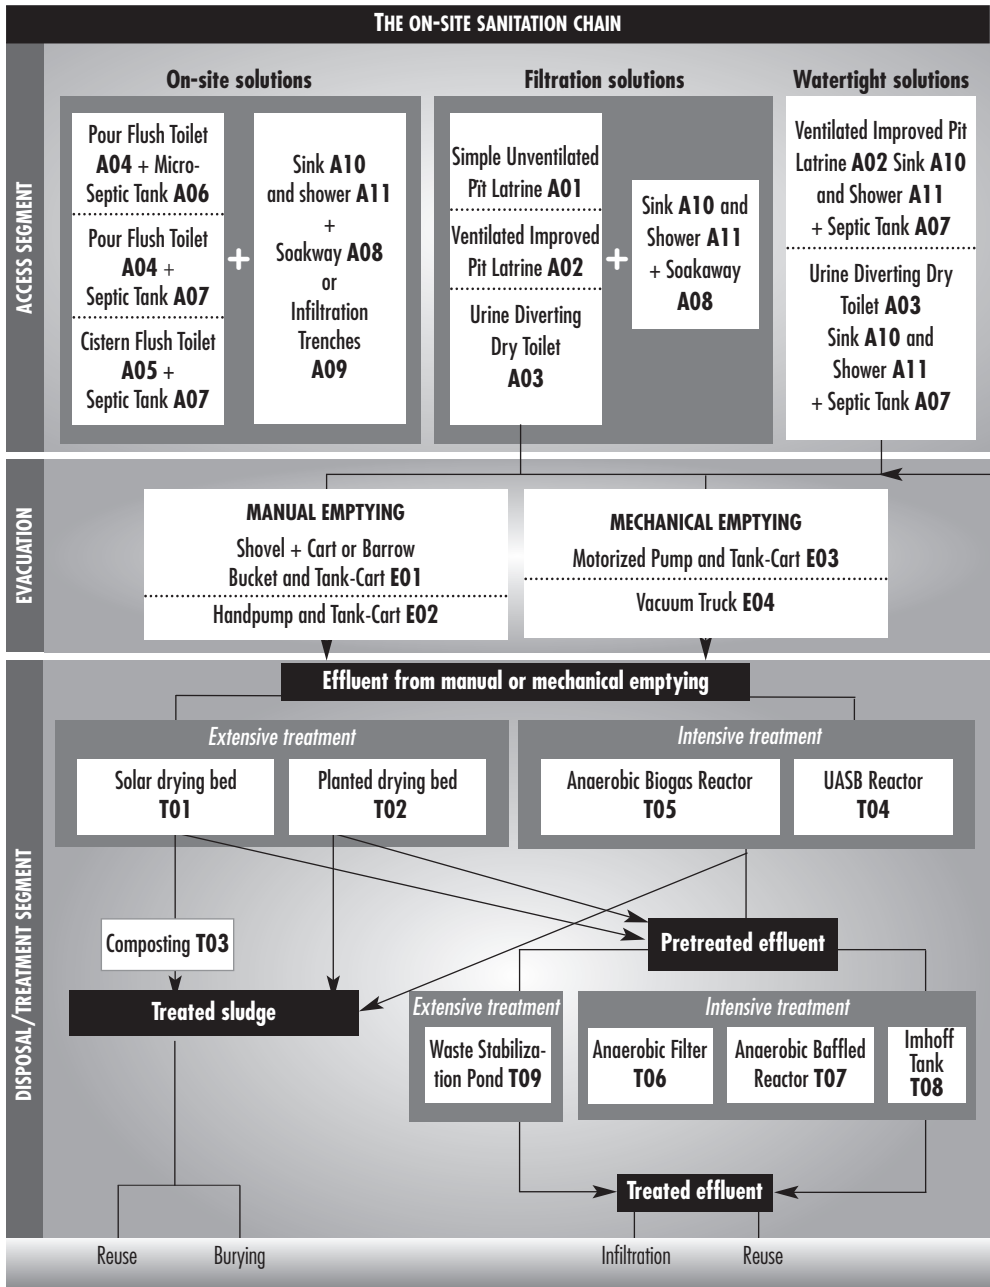 THE ON-SITE SANITATION CHAIN
On-site solutions
Filtration solutions
Watertight solutions
ACCESS SEGMENT
Pour Flush Toilet
A04 + Micro-
Septic Tank A06
Pour Flush Toilet
A04 +
Septic Tank A07
Cistern Flush Toilet
A05 +
Septic Tank A07
+
Sink A10
and shower A11
+
Soakway A08
or
Infiltration
Trenches
A09
Simple Unventilated
Pït Latrine A01
Ventilated Improved
Pit Latrine A02
Urine Diverting
Dry Toilet
A03
+
Sink A10 and
Shower A11
+ Soakaway
A08
Ventilated Improved Pit
Latrine A02 Sink A10
and Shower A11
+ Septic Tank A07
Urine Diverting Dry
Toilet A03
Sink A10 and
Shower A11
+ Septic Tank A07
EVACUATION
MANUAL EMPTYING
Shovel + Cart or Barrow
Bucket and Tank-Cart E01
Handpump and Tank-Cart E02
MECHANICAL EMPTYING
Motorized Pump and Tank-Cart E03
Vacuum Truck E04
DISPOSAL/TREATMENT SEGMENT
Effluent from manual or mechanical emptying
Extensive treatment
Solar drying bed
T01
Planted drying bed
T02
Intensive treatment
Anaerobic Biogas Reactor
T05
UASB Reactor
T04
Composting T03
Pretreated effluent
Treated sludge
Extensive treatment
Waste Stabiliza-
tion Pond T09
Intensive treatment
Anaerobic Filter
T06
Anaerobic Baffled
Reactor T07
Imhoff
Tank
T08
Treated effluent
Reuse
Burying
Infiltration
Reuse